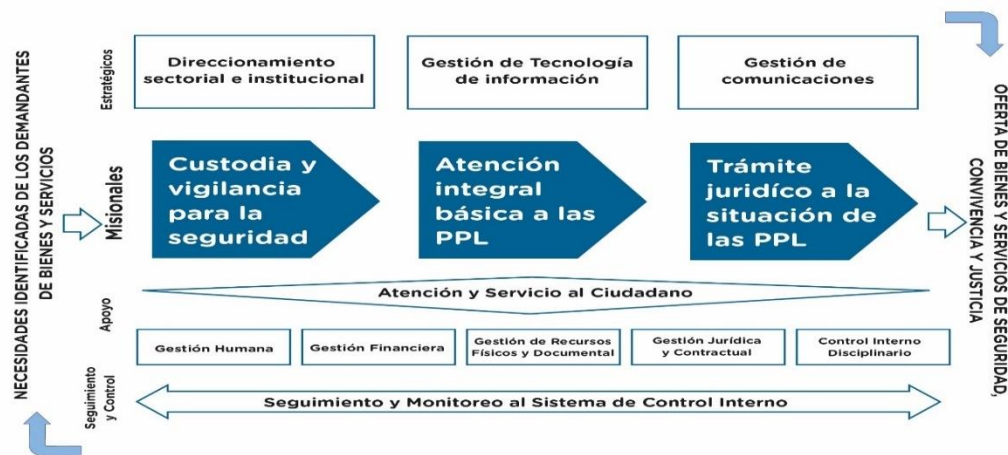 NECESIDADES IDENTIFICADAS DE LOS DEMANDANTES
DE BIENES Y SERVICIOS
Estratégicos
Direccionamiento
sectorial e institucional
Gestión de Tecnología
de información
Gestión de
comunicaciones
Misionales
Custodia y
vigilancia
para la
seguridad
Atención
integral
básica a las
PPL
Trámite
juridíco a la
situación de
las PPL
Apoyo
Atención y Servicio al Ciudadano
Gestión Humana
Gestión Financiera
Gestión de Recursos
Físicos y Documental
Gestión Jurídica
y Contractual
Control Interno
Disciplinario
Seguimiento
y Control
Seguimiento y Monitoreo al Sistema de Control Interno
OFERTA DE BIENES Y SERVICIOS DE SEGURIDAD,
CONVIVENCIA Y JUSTICIA